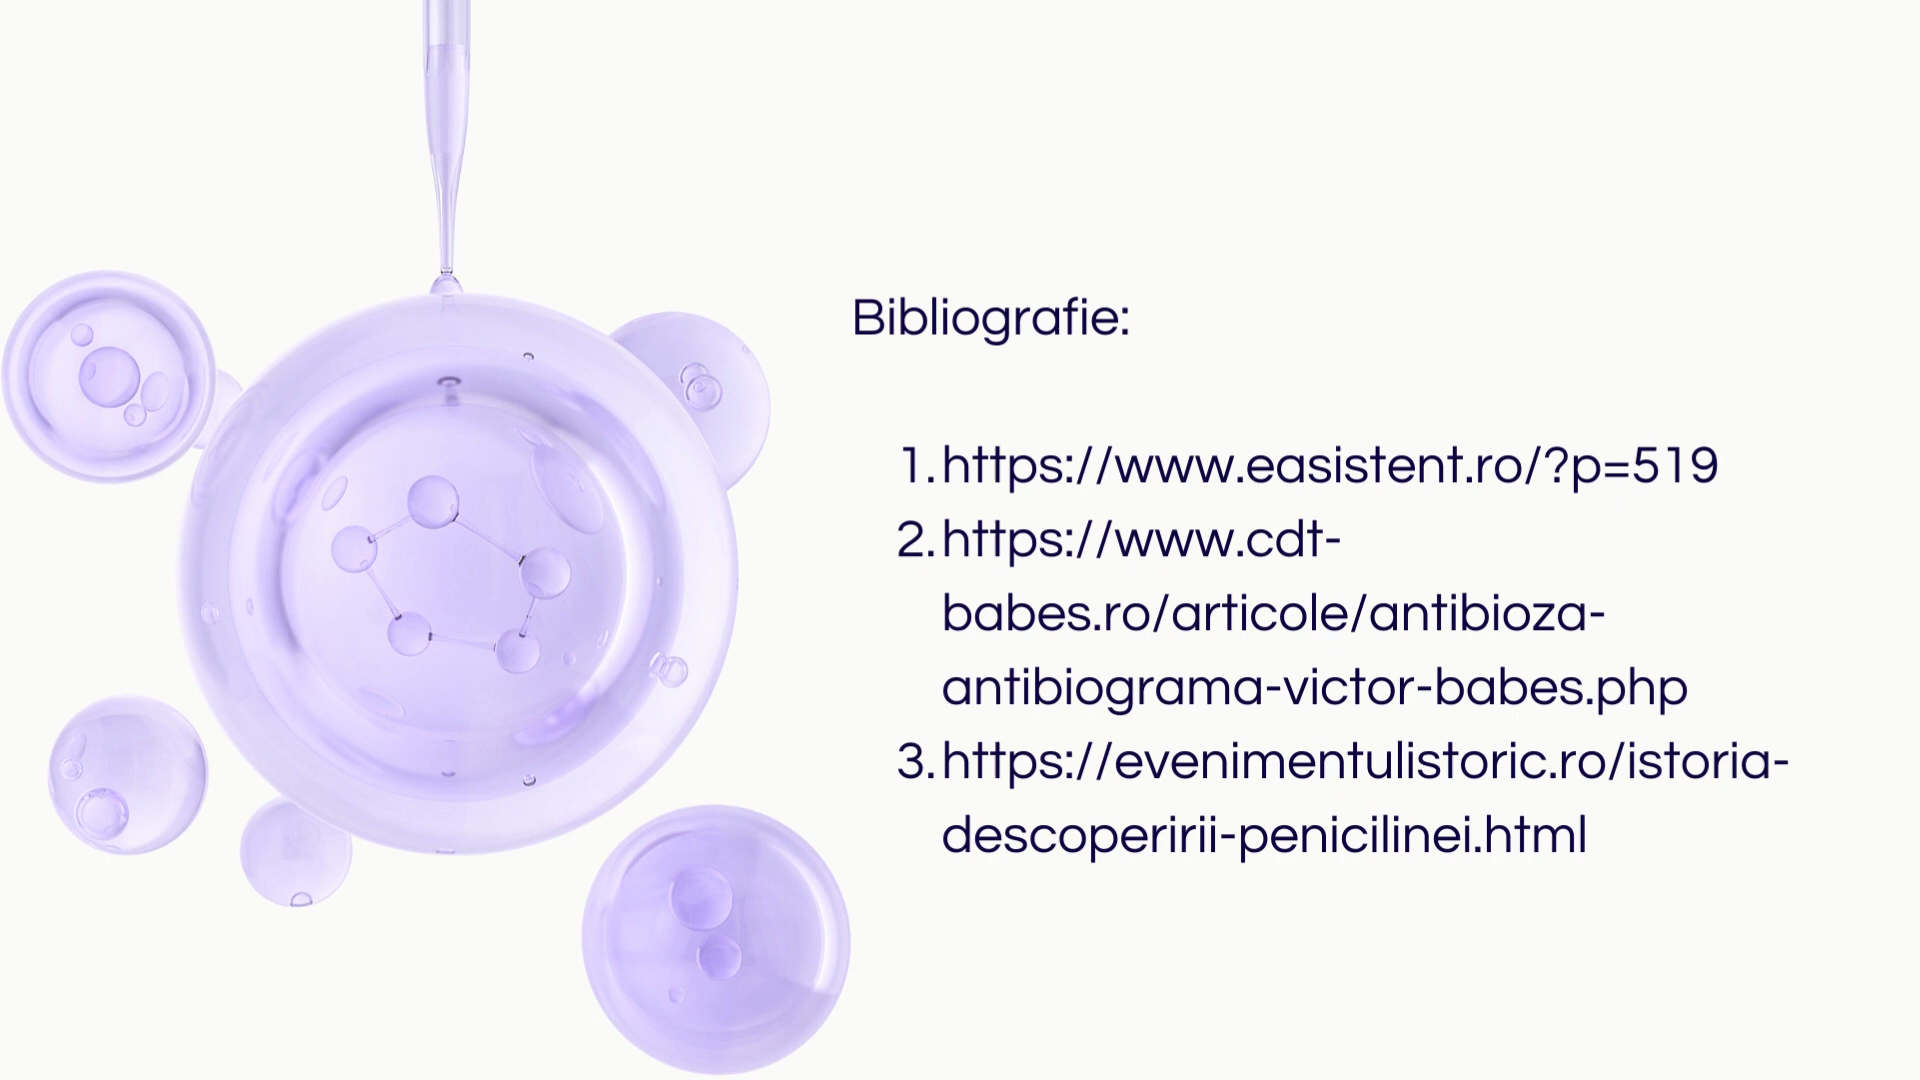 Bibliografie:
1. https://www.easistent.ro/?p=519
2. https://www.cdt-
babes.ro/articole/antibioza-
antibiograma-victor-babes.php
3. https://evenimentulistoric.ro/istoria-
descoperirii-penicilinei.html